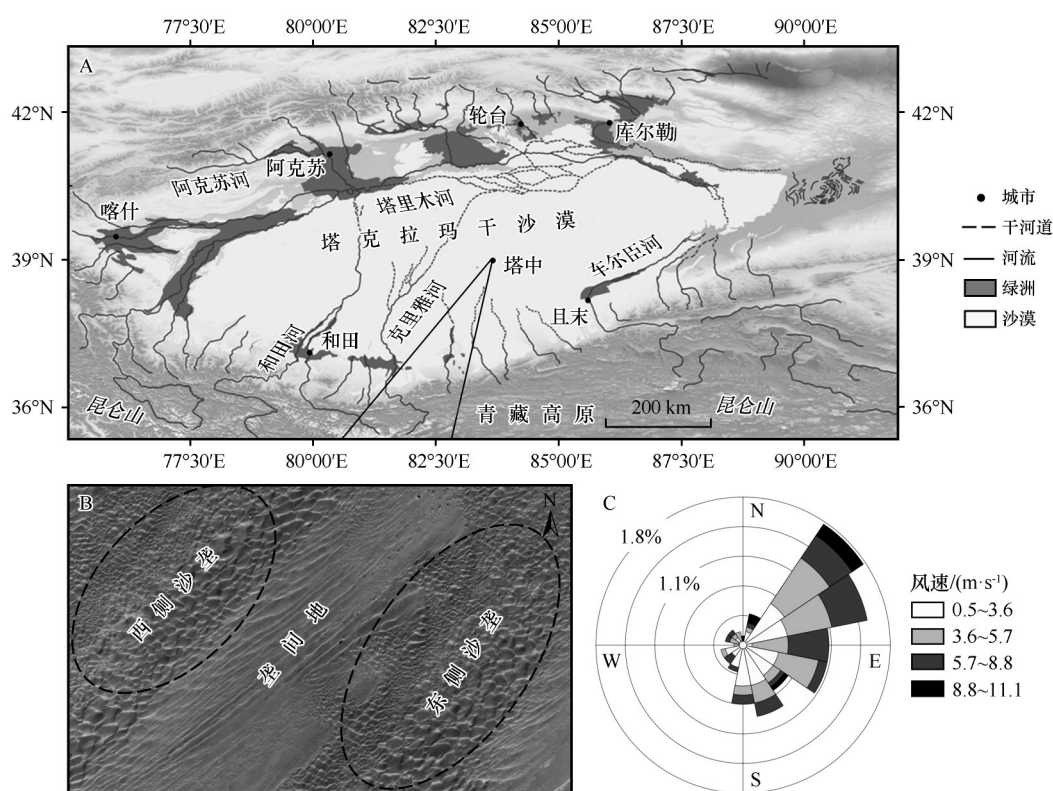 77°30′E
80°00′E
82°30′E
85°00′E
87°30′E
90°00′E
A
42°N
39°N
36°N
42°N
39°N
36°N
轮台
库尔勒
阿克苏
阿克苏河
塔里木河
喀什
塔克拉玛干沙漠
塔中
车尔臣河
克里雅河
且末
和田河
和田
昆仑山
青藏高原
200 km
昆仑山
城市
干河道
河流
绿洲
沙漠
77°30′E
80°00′E
82°30′E
85°00′E
87°30′E
90°00′E
B
N
西侧沙垄
垄间地
东侧沙垄
C
N
1.8%
1.1%
W
E
S
风速/(m·s⁻¹)
0.5~3.6
3.6~5.7
5.7~8.8
8.8~11.1